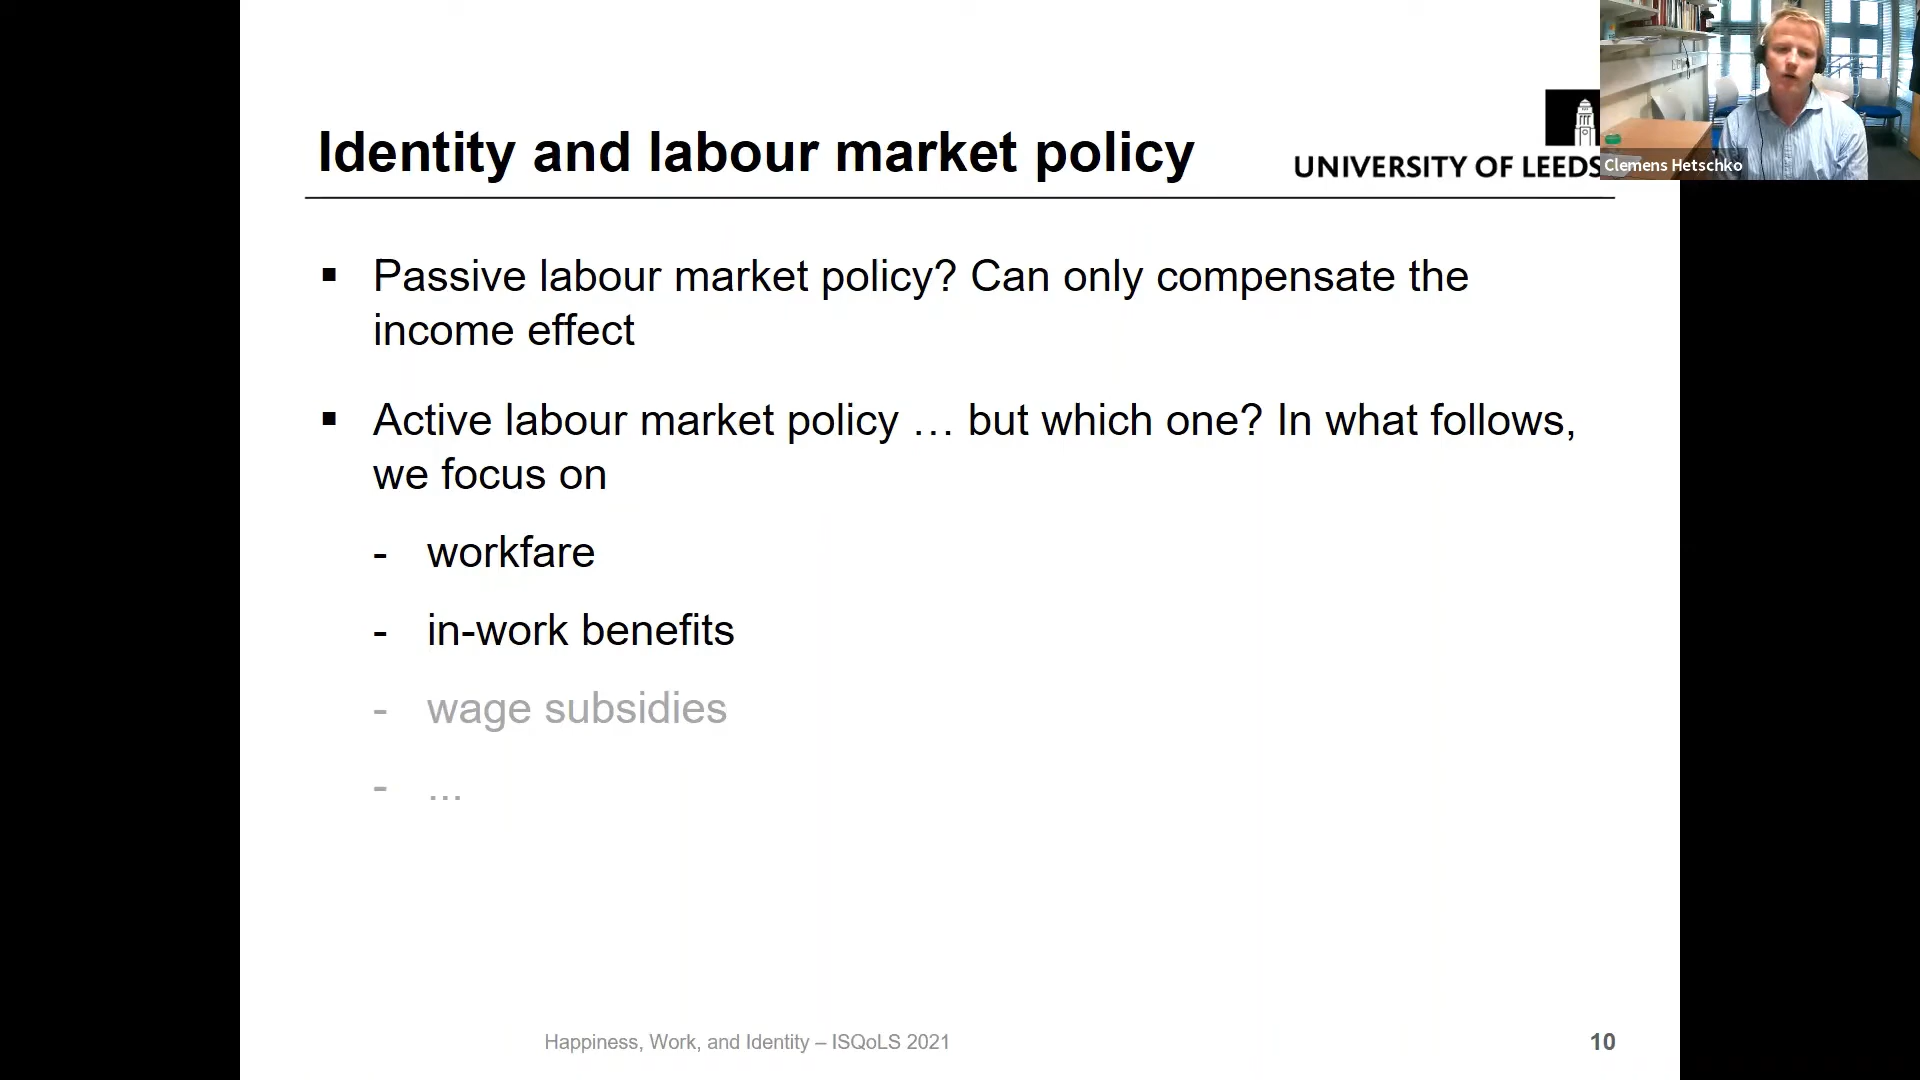 Identity and labour market policy
UNIVERSITY OF LEEDS
Clemens Hetschko
▪ Passive labour market policy? Can only compensate the
income effect
▪ Active labour market policy … but which one? In what follows,
we focus on
- workfare
- in-work benefits
- wage subsidies
- ...
Happiness, Work, and Identity – ISQoLS 2021
10